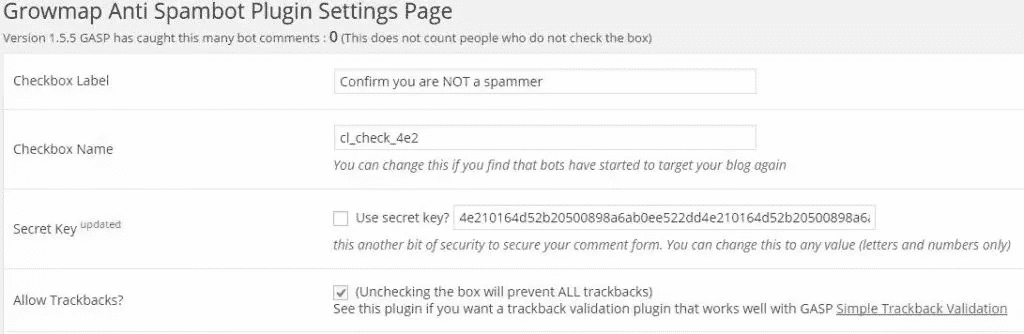 Growmap Anti Spambot Plugin Settings Page
Version 1.5.5 GASP has caught this many bot comments : 0 (This does not count people who do not check the box)
Checkbox Label
Confirm you are NOT a spammer
Checkbox Name
cl_check_4e2
You can change this if you find that bots have started to target your blog again
Secret Key updated
Use secret key? 4e210164d52b20500898a6ab0ee522dd4e210164d52b20500898a6a
this another bit of security to secure your comment form. You can change this to any value (letters and numbers only)
Allow Trackbacks?
(Unchecking the box will prevent ALL trackbacks)
See this plugin if you want a trackback validation plugin that works well with GASP Simple Trackback Validation